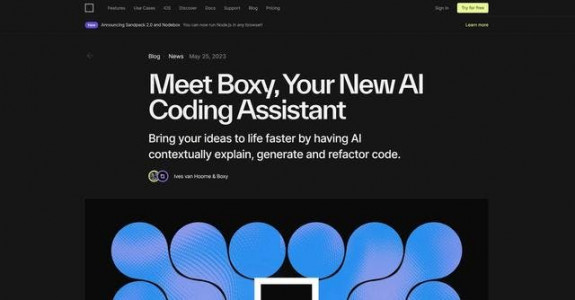 Features Use Cases iOS Discover Docs Support Blog Pricing Sign in Try for free
New Announcing Sandpack 2.0 and Nodebox You can now run Node.js in any browser! Learn more
Blog · News May 25, 2023
Meet Boxy, Your New AI
Coding Assistant
Bring your ideas to life faster by having AI
contextually explain, generate and refactor code.
Ives van Hoorne & Boxy